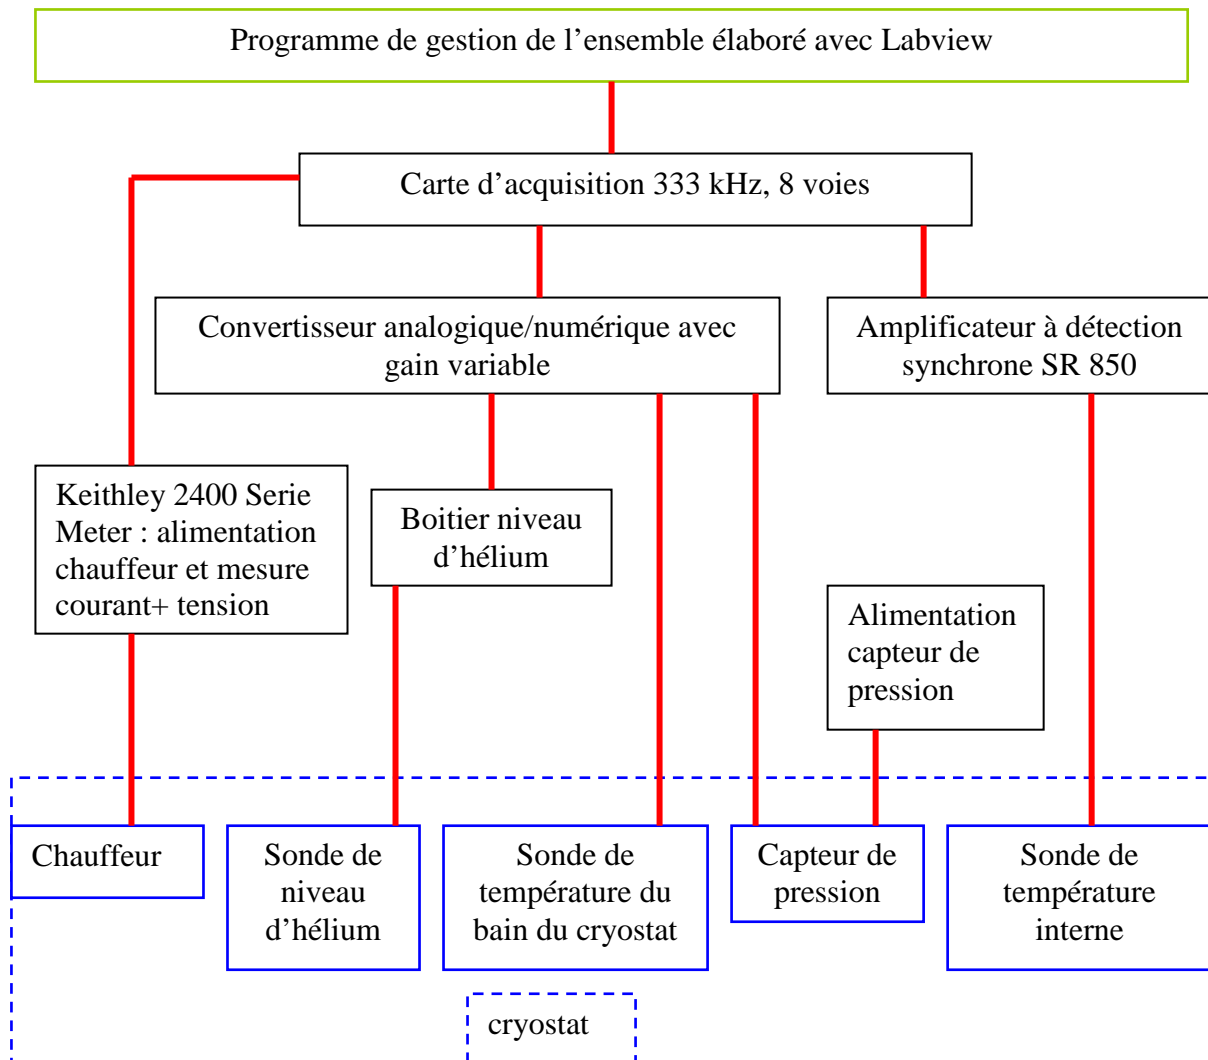 Programme de gestion de l’ensemble élaboré avec Labview
Carte d’acquisition 333 kHz, 8 voies
Convertisseur analogique/numérique avec
gain variable
Amplificateur à détection
synchrone SR 850
Keithley 2400 Serie
Meter : alimentation
chauffeur et mesure
courant+ tension
Boitier niveau
d’hélium
Alimentation
capteur de
pression
Chauffeur
Sonde de
niveau
d’hélium
Sonde de
température du
bain du cryostat
Capteur de
pression
Sonde de
température
interne
cryostat